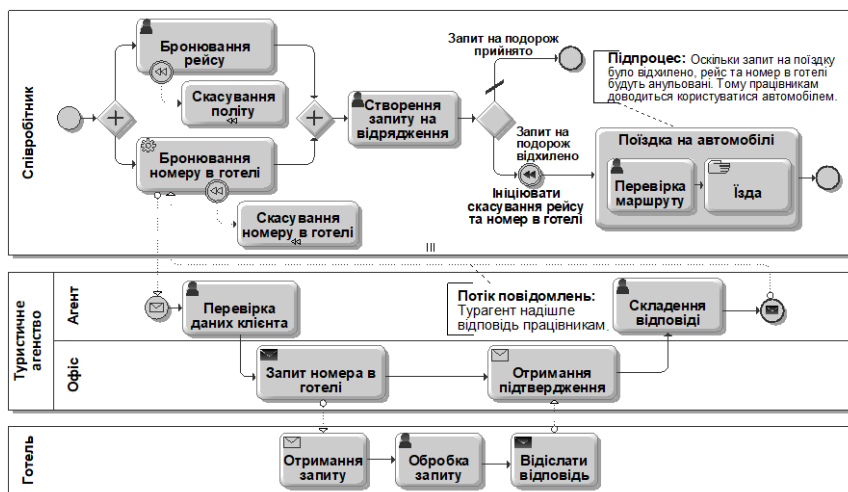 Співробітник
Бронювання
рейсу
Скасування
політу
Бронювання
номеру в готелі
Скасування
номеру в готелі
Створення
запиту на
відрядження
Запит на подорож
прийнято
Запит на
подорож
відхилено
Ініціювати
скасування рейсу
та номер в готелі
Підпроцес: Оскільки запит на поїздку
було відхилено, рейс та номер в готелі
будуть анульовані. Тому працівникам
доводиться користуватися автомобілем.
Поїздка на автомобілі
Перевірка
маршруту
Їзда
Туристичне
агенство
Агент
Перевірка
даних клієнта
Потік повідомлень:
Турагент надішле
відповідь працівникам.
Складення
відповіді
Офіс
Запит номера в
готелі
Отримання
підтвердження
Готель
Отримання
запиту
Обробка
запиту
Відіслати
відповідь